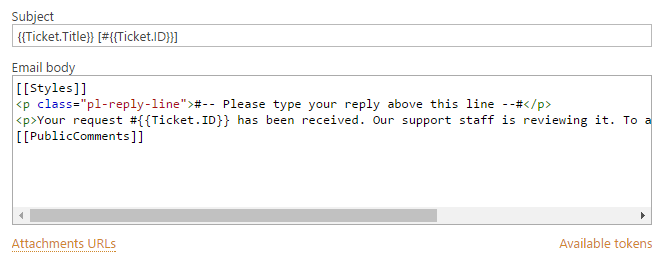 Subject
{{Ticket.Title}} [#{{Ticket.ID}}]
Email body
[[Styles]]
<p class="pl-reply-line">#-- Please type your reply above this line --#</p>
<p>Your request #{{Ticket.ID}} has been received. Our support staff is reviewing it. To a
[[PublicComments]]
Attachments URLs
Available tokens